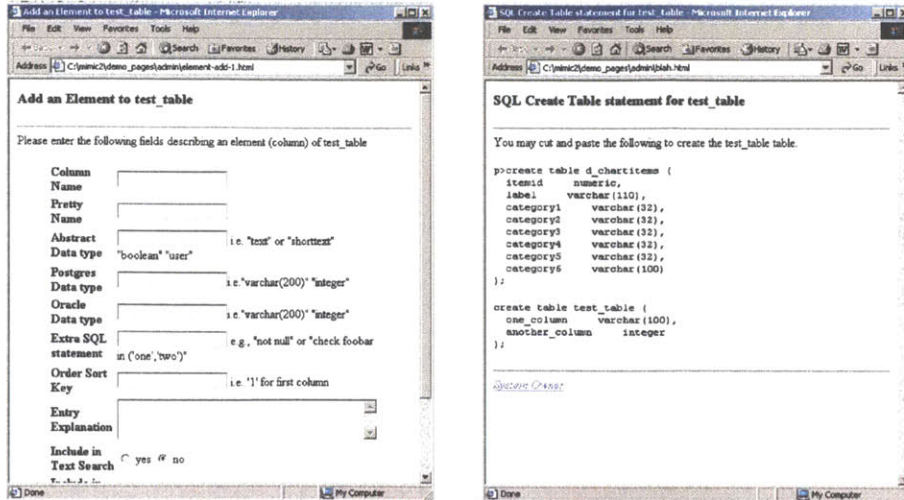 Add an Element to test_table - Microsoft Internet Explorer
File Edit View Favorites Tools Help
Search Favorites History
Address C:\mimic2\demo_pages\admin\element-add-1.html Go Links
Add an Element to test_table
Please enter the following fields describing an element (column) of test_table
Column
Name
Pretty
Name
Abstract
Data type
i.e. "text" or "shorttext"
"boolean" "user"
Postgres
Data type
i.e."varchar(200)" "integer"
Oracle
Data type
i.e."varchar(200)" "integer"
Extra SQL
statement
e.g., "not null" or "check foobar
in ('one','two')"
Order Sort
Key
i.e. '1' for first column
Entry
Explanation
Include in
Text Search
yes no
Done My Computer
SQL Create Table statement for test_table - Microsoft Internet Explorer
File Edit View Favorites Tools Help
Search Favorites History
Address C:\mimic2\demo_pages\admin\blah.html Go Links
SQL Create Table statement for test_table
You may cut and paste the following to create the test_table table.
p>create table d_chartitems (
itemid numeric,
label varchar(110),
category1 varchar(32),
category2 varchar(32),
category3 varchar(32),
category4 varchar(32),
category5 varchar(32),
category6 varchar(100)
);
create table test_table (
one_column varchar(100),
another_column integer
);
System Owner
Done My Computer